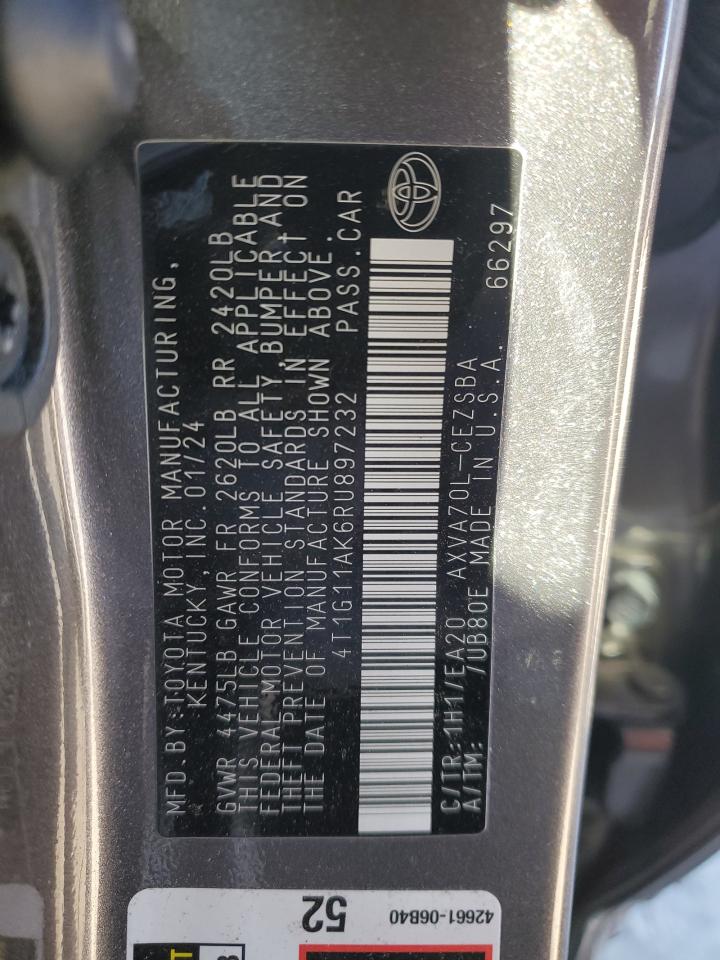 MFD.BY:TOYOTA MOTOR MANUFACTURING,
KENTUCKY, INC.01/24
GVWR 4475LB GAWR FR 2620LB RR 2420LB
THIS VEHICLE CONFORMS TO ALL APPLICABLE
FEDERAL MOTOR VEHICLE SAFETY, BUMPER AND
THEFT PREVENTION STANDARDS IN EFFECT ON
THE DATE OF MANUFACTURE SHOWN ABOVE.
4T1G11AK6RU897232 PASS.CAR
C/TR:1H1/EA20 AXVA70L-CEZSBA
A/TM: /UB80E MADE IN U.S.A. 66297
52
42661-06B40